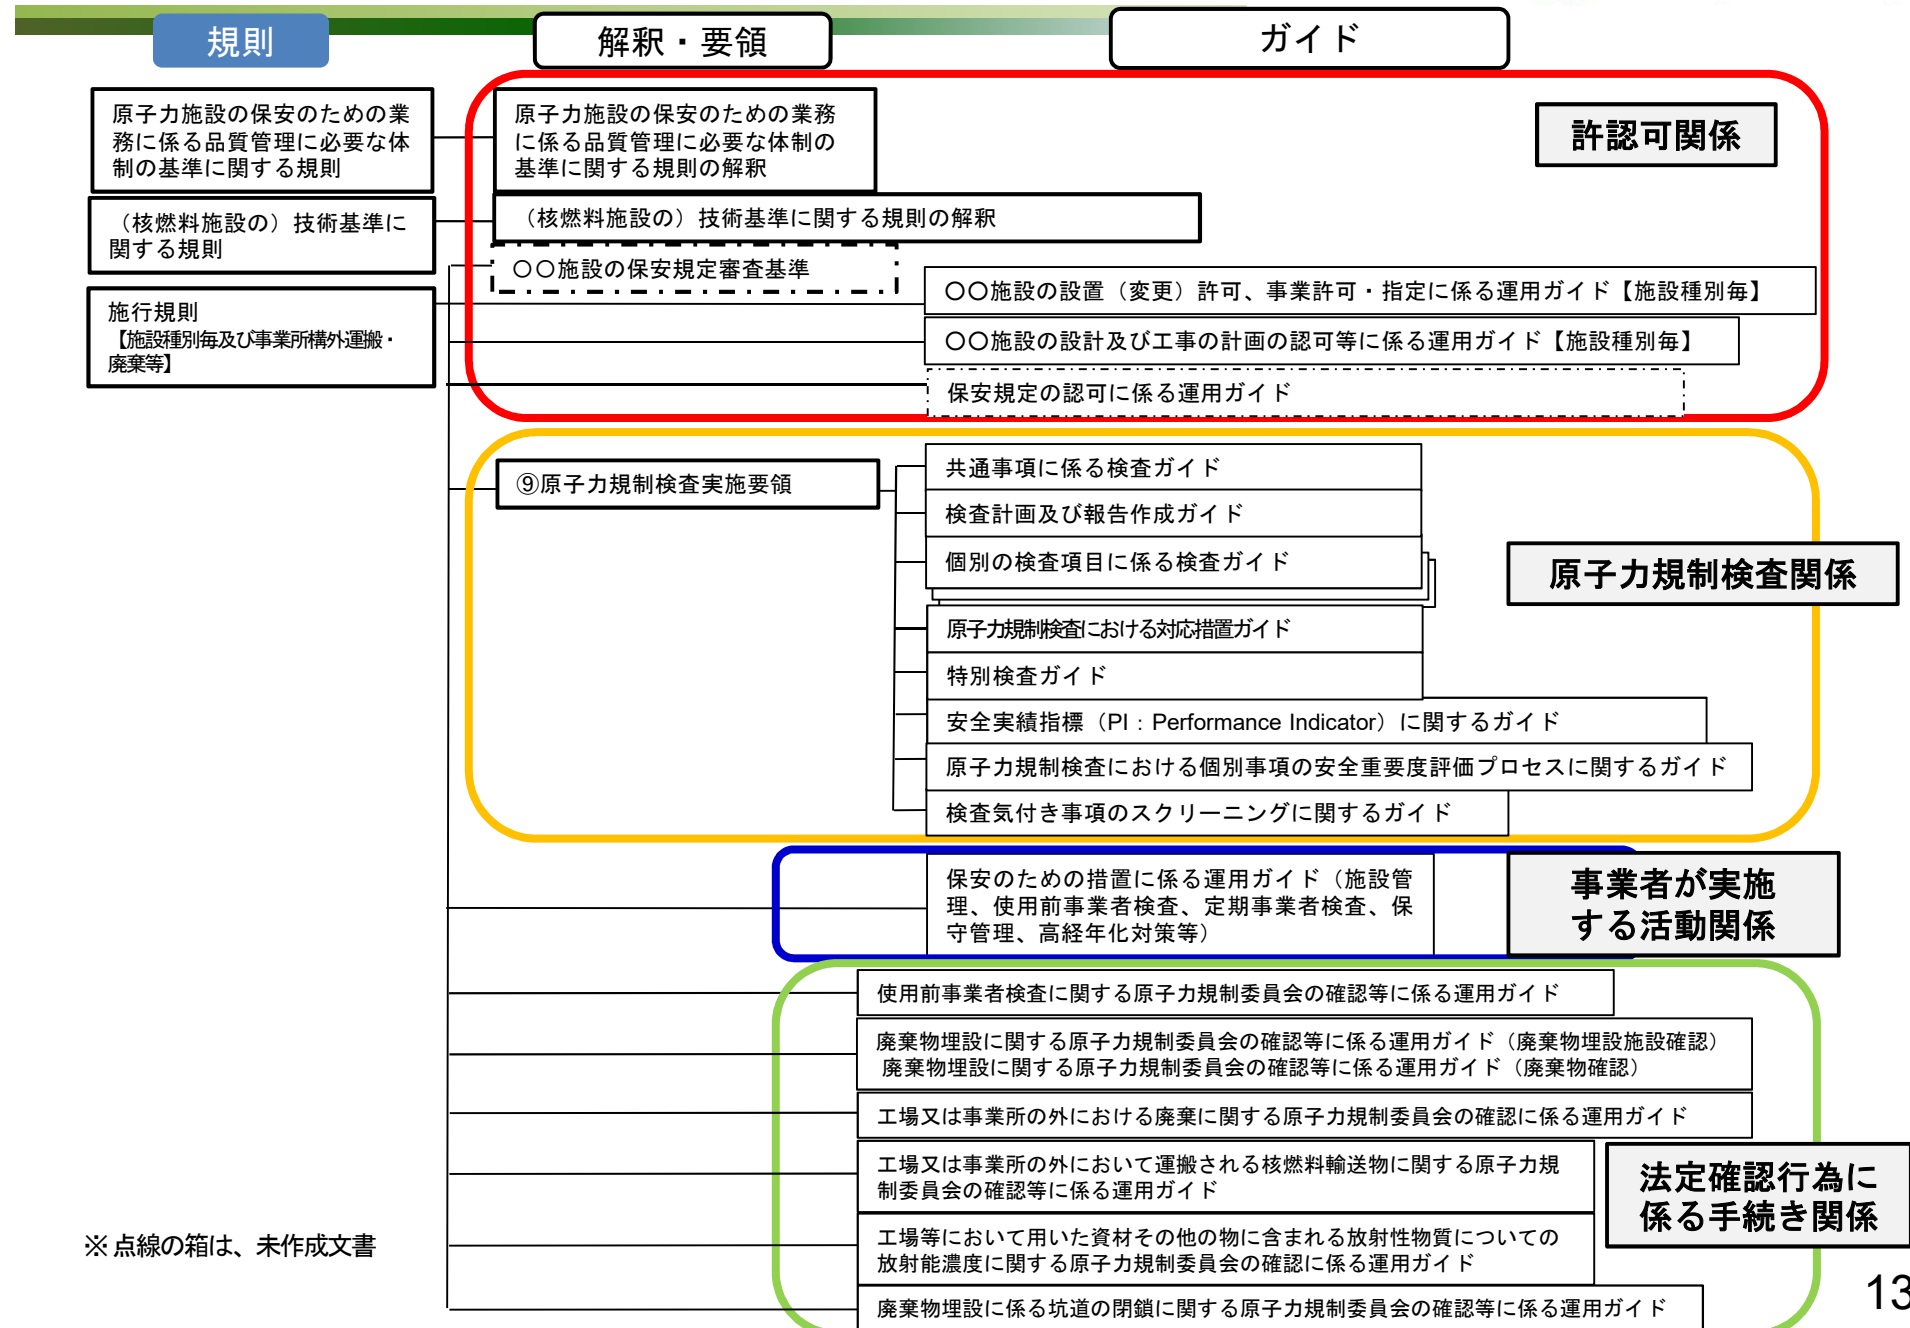 規則
解釈・要領
ガイド
原子力施設の保安のための業
務に係る品質管理に必要な体
制の基準に関する規則
原子力施設の保安のための業務
に係る品質管理に必要な体制の
基準に関する規則の解釈
許認可関係
（核燃料施設の）技術基準に
関する規則
（核燃料施設の）技術基準に関する規則の解釈
〇〇施設の保安規定審査基準
施行規則
【施設種別毎及び事業所構外運搬・
廃棄等】
〇〇施設の設置（変更）許可、事業許可・指定に係る運用ガイド【施設種別毎】
〇〇施設の設計及び工事の計画の認可等に係る運用ガイド【施設種別毎】
保安規定の認可に係る運用ガイド
⑨原子力規制検査実施要領
共通事項に係る検査ガイド
検査計画及び報告作成ガイド
個別の検査項目に係る検査ガイド
原子力規制検査関係
原子力規制検査における対応措置ガイド
特別検査ガイド
安全実績指標（PI：Performance Indicator）に関するガイド
原子力規制検査における個別事項の安全重要度評価プロセスに関するガイド
検査気付き事項のスクリーニングに関するガイド
保安のための措置に係る運用ガイド（施設管
理、使用前事業者検査、定期事業者検査、保
守管理、高経年化対策等）
事業者が実施
する活動関係
使用前事業者検査に関する原子力規制委員会の確認等に係る運用ガイド
廃棄物埋設に関する原子力規制委員会の確認等に係る運用ガイド（廃棄物埋設施設確認）
廃棄物埋設に関する原子力規制委員会の確認等に係る運用ガイド（廃棄物確認）
工場又は事業所の外における廃棄に関する原子力規制委員会の確認に係る運用ガイド
工場又は事業所の外において運搬される核燃料輸送物に関する原子力規
制委員会の確認等に係る運用ガイド
法定確認行為に
係る手続き関係
工場等において用いた資材その他の物に含まれる放射性物質についての
放射能濃度に関する原子力規制委員会の確認に係る運用ガイド
※点線の箱は、未作成文書
廃棄物埋設に係る坑道の閉鎖に関する原子力規制委員会の確認等に係る運用ガイド
13